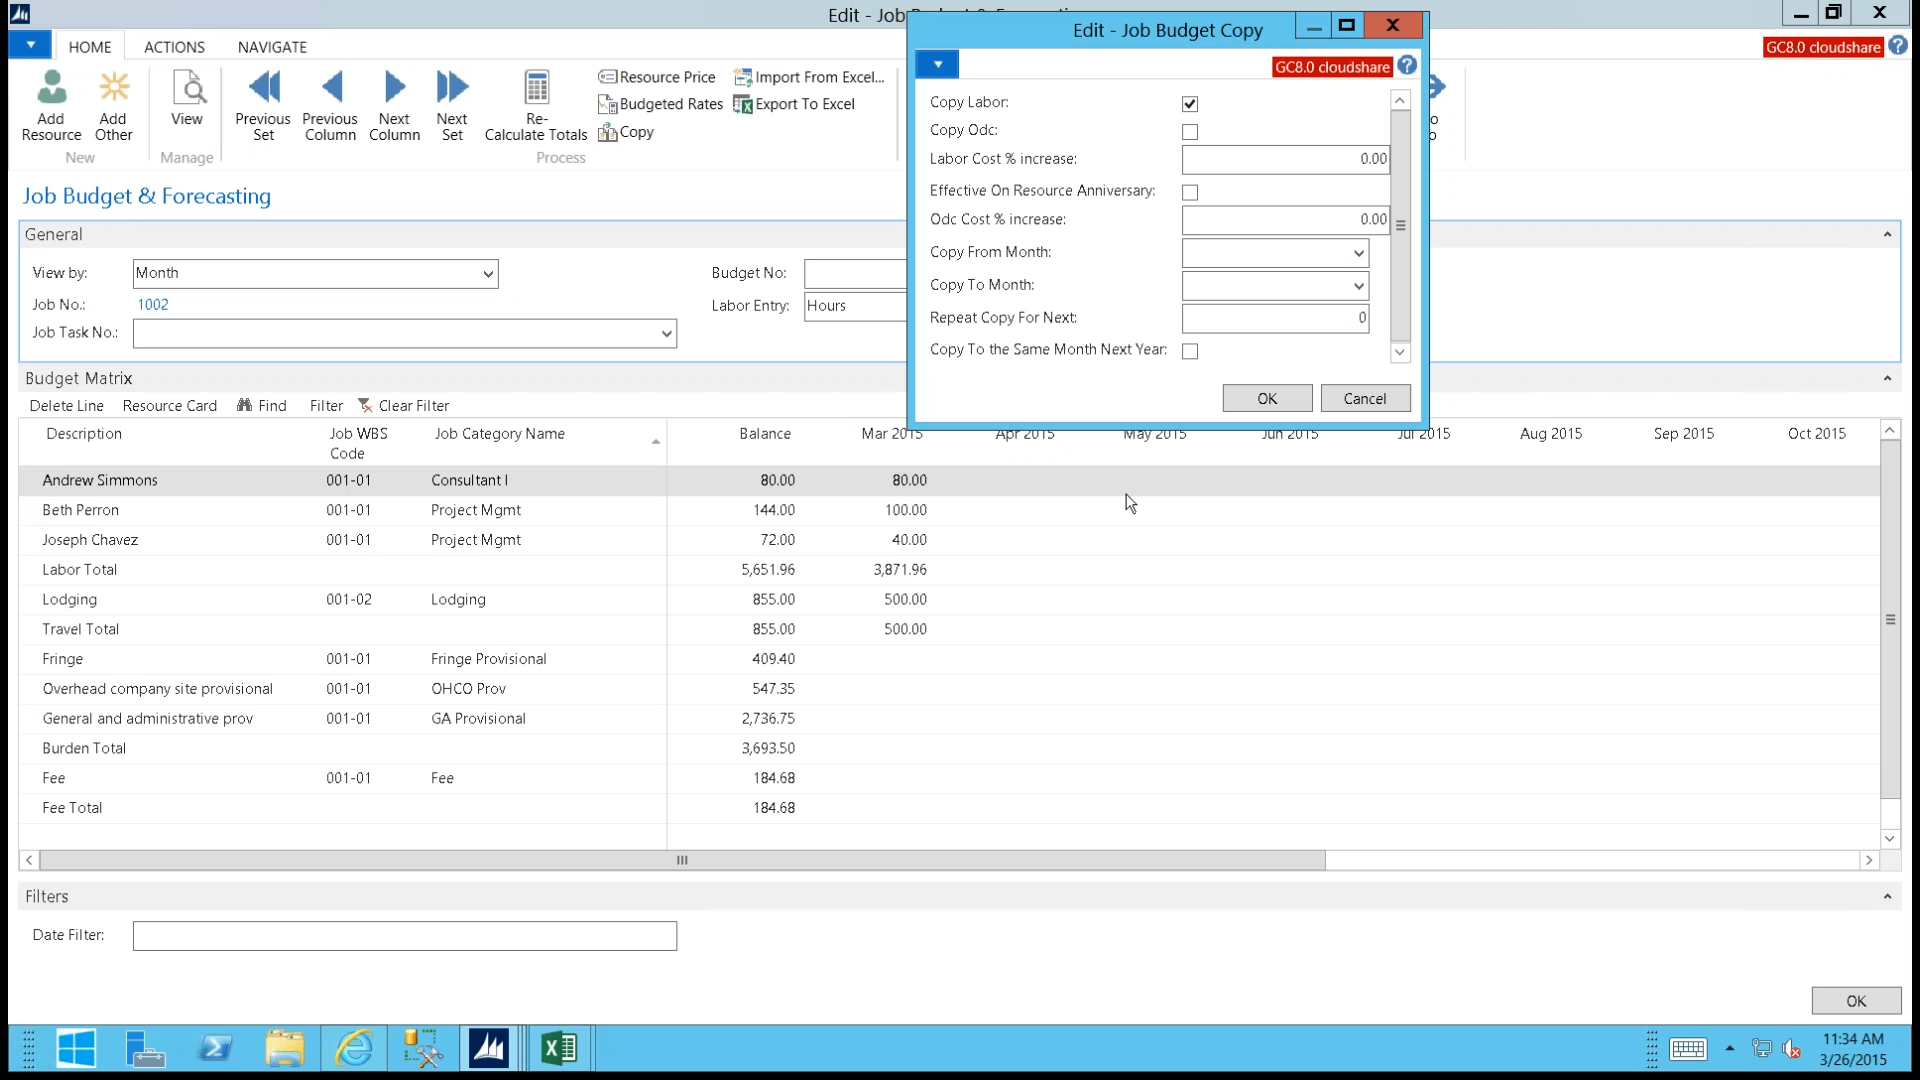 Edit - Job
Edit - Job Budget Copy
HOME
ACTIONS
NAVIGATE
GC8.0 cloudshare
GC8.0 cloudshare
Add Resource
Add Other
View
Previous Set
Previous Column
Next Column
Next Set
Re-Calculate Totals
Resource Price
Budgeted Rates
Copy
Import From Excel...
Export To Excel
New
Manage
Process
Copy Labor:
Copy Odc:
Labor Cost % increase: 0.00
Effective On Resource Anniversary:
Odc Cost % increase: 0.00
Copy From Month:
Copy To Month:
Repeat Copy For Next: 0
Copy To the Same Month Next Year:
OK
Cancel
Job Budget & Forecasting
General
View by: Month
Budget No:
Job No.: 1002
Labor Entry: Hours
Job Task No.:
Budget Matrix
Delete Line Resource Card Find Filter Clear Filter
Description Job WBS Code Job Category Name Balance Mar 2015 Apr 2015 May 2015 Jun 2015 Jul 2015 Aug 2015 Sep 2015 Oct 2015
Andrew Simmons 001-01 Consultant I 80.00 80.00
Beth Perron 001-01 Project Mgmt 144.00 100.00
Joseph Chavez 001-01 Project Mgmt 72.00 40.00
Labor Total 5,651.96 3,871.96
Lodging 001-02 Lodging 855.00 500.00
Travel Total 855.00 500.00
Fringe 001-01 Fringe Provisional 409.40
Overhead company site provisional 001-01 OHCO Prov 547.35
General and administrative prov 001-01 GA Provisional 2,736.75
Burden Total 3,693.50
Fee 001-01 Fee 184.68
Fee Total 184.68
Filters
Date Filter:
OK
11:34 AM
3/26/2015